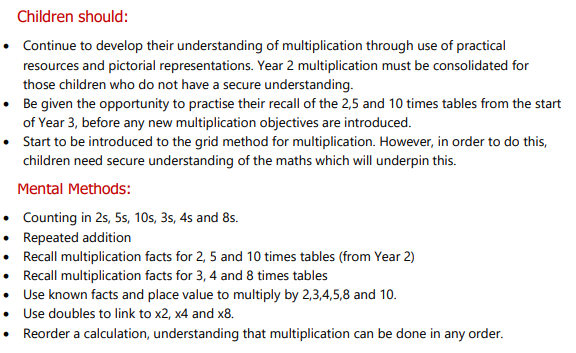 Children should:
• Continue to develop their understanding of multiplication through use of practical
resources and pictorial representations. Year 2 multiplication must be consolidated for
those children who do not have a secure understanding.
• Be given the opportunity to practise their recall of the 2,5 and 10 times tables from the start
of Year 3, before any new multiplication objectives are introduced.
• Start to be introduced to the grid method for multiplication. However, in order to do this,
children need secure understanding of the maths which will underpin this.
Mental Methods:
• Counting in 2s, 5s, 10s, 3s, 4s and 8s.
• Repeated addition
• Recall multiplication facts for 2, 5 and 10 times tables (from Year 2)
• Recall multiplication facts for 3, 4 and 8 times tables
• Use known facts and place value to multiply by 2,3,4,5,8 and 10.
• Use doubles to link to x2, x4 and x8.
• Reorder a calculation, understanding that multiplication can be done in any order.